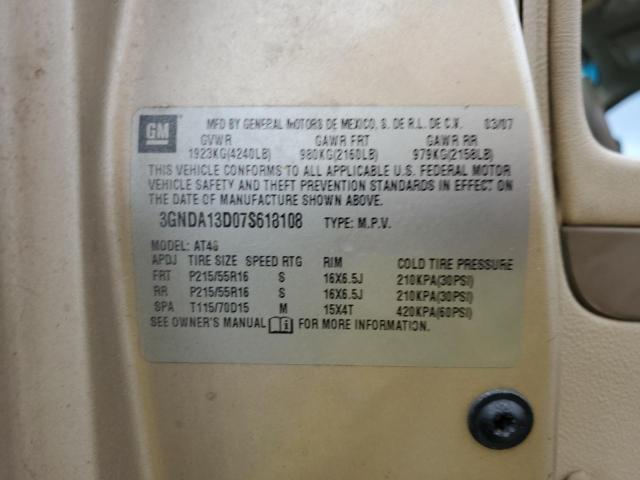 GM
MFD BY GENERAL MOTORS DE MEXICO, S. DE R.L. DE C.V. 03/07
GVWR GAWR FRT GAWR RR
1923KG(4240LB) 980KG(2160LB) 979KG(2158LB)
THIS VEHICLE CONFORMS TO ALL APPLICABLE U.S. FEDERAL MOTOR
VEHICLE SAFETY AND THEFT PREVENTION STANDARDS IN EFFECT ON
THE DATE OF MANUFACTURE SHOWN ABOVE.
3GNDA13D07S618108 TYPE: M.P.V.
MODEL: AT46
APDJ TIRE SIZE SPEED RTG RIM COLD TIRE PRESSURE
FRT P215/55R16 S 16X6.5J 210KPA(30PSI)
RR P215/55R16 S 16X6.5J 210KPA(30PSI)
SPA T115/70D15 M 15X4T 420KPA(60PSI)
SEE OWNER'S MANUAL FOR MORE INFORMATION.